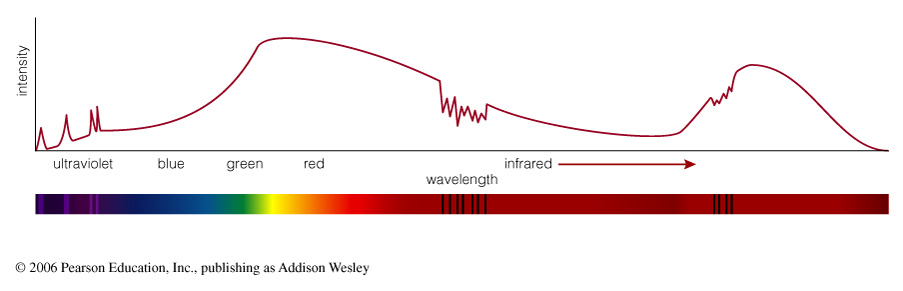 intensity
ultraviolet blue green red infrared
wavelength
© 2006 Pearson Education, Inc., publishing as Addison Wesley